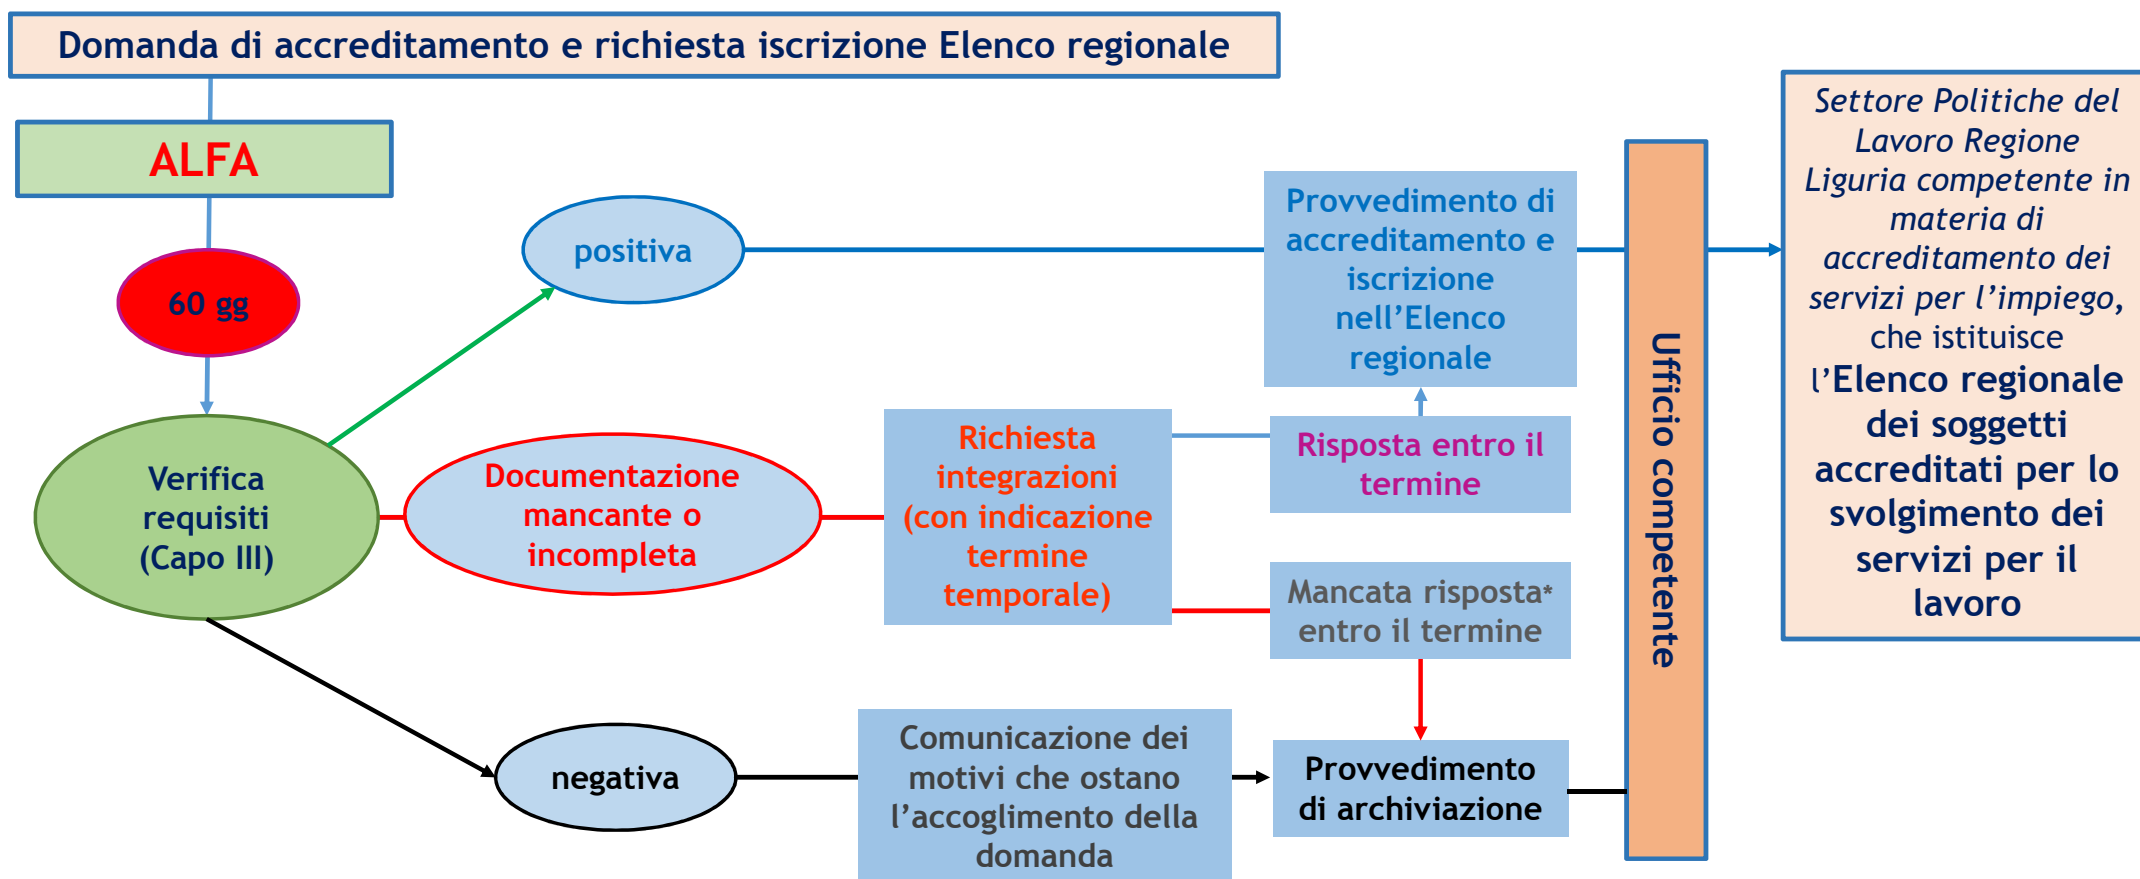 Domanda di accreditamento e richiesta iscrizione Elenco regionale
ALFA
60 gg
Verifica
requisiti
(Capo III)
positiva
Documentazione
mancante o
incompleta
negativa
Richiesta
integrazioni
(con indicazione
termine
temporale)
Comunicazione dei
motivi che ostano
l’accoglimento della
domanda
Provvedimento di
accreditamento e
iscrizione
nell’Elenco
regionale
Risposta entro il
termine
Mancata risposta*
entro il termine
Provvedimento
di archiviazione
Ufficio competente
Settore Politiche del
Lavoro Regione
Liguria competente in
materia di
accreditamento dei
servizi per l’impiego,
che istituisce
l’Elenco regionale
dei soggetti
accreditati per lo
svolgimento dei
servizi per il
lavoro